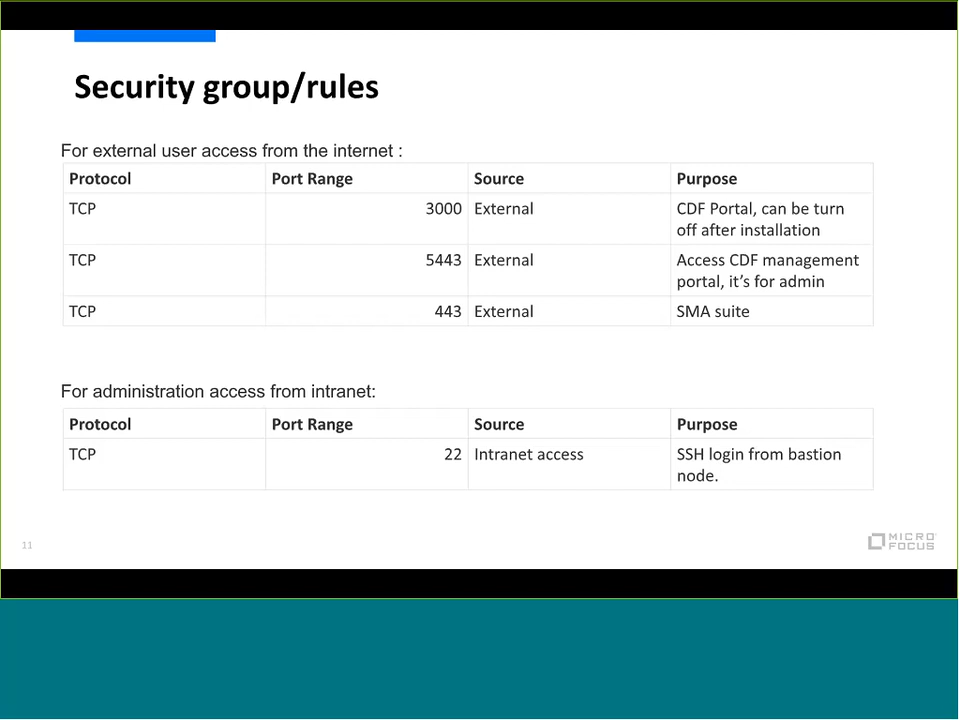 Security group/rules
For external user access from the internet :
Protocol Port Range Source Purpose
TCP 3000 External CDF Portal, can be turn
off after installation
TCP 5443 External Access CDF management
portal, it’s for admin
TCP 443 External SMA suite
For administration access from intranet:
Protocol Port Range Source Purpose
TCP 22 Intranet access SSH login from bastion
node.
11
MICRO
FOCUS